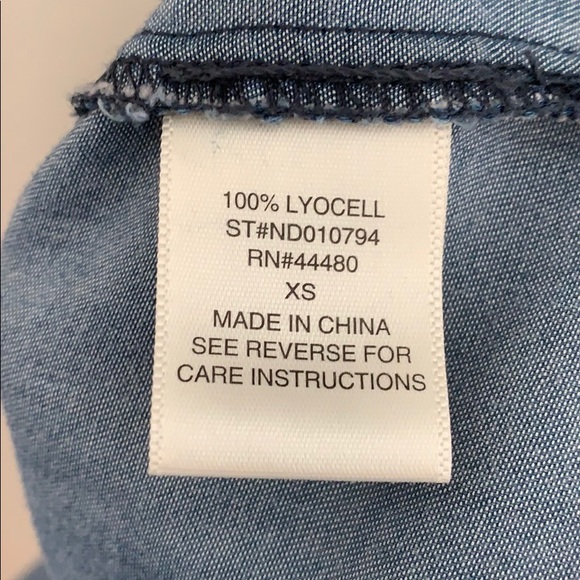 100% LYOCELL
ST#ND010794
RN#44480
XS
MADE IN CHINA
SEE REVERSE FOR
CARE INSTRUCTIONS